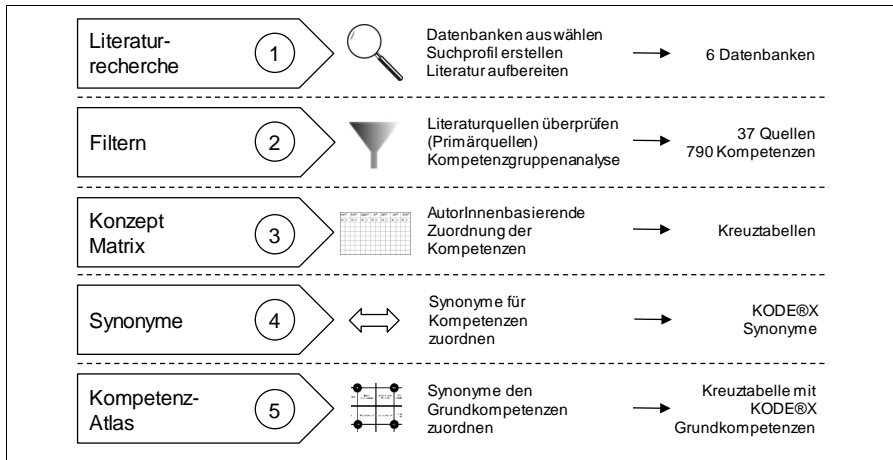 Literatur-
recherche
1
Datenbanken auswählen
Suchprofil erstellen
Literatur aufbereiten
6 Datenbanken
Filtern
2
Literaturquellen überprüfen
(Primärquellen)
Kompetenzgruppenanalyse
37 Quellen
790 Kompetenzen
Konzept
Matrix
3
AutorInnenbasierende
Zuordnung der
Kompetenzen
Kreuztabellen
Synonyme
4
Synonyme für
Kompetenzen
zuordnen
KODE®X
Synonyme
Kompetenz-
Atlas
5
Synonyme den
Grundkompetenzen
zuordnen
Kreuztabelle mit
KODE®X
Grundkompetenzen